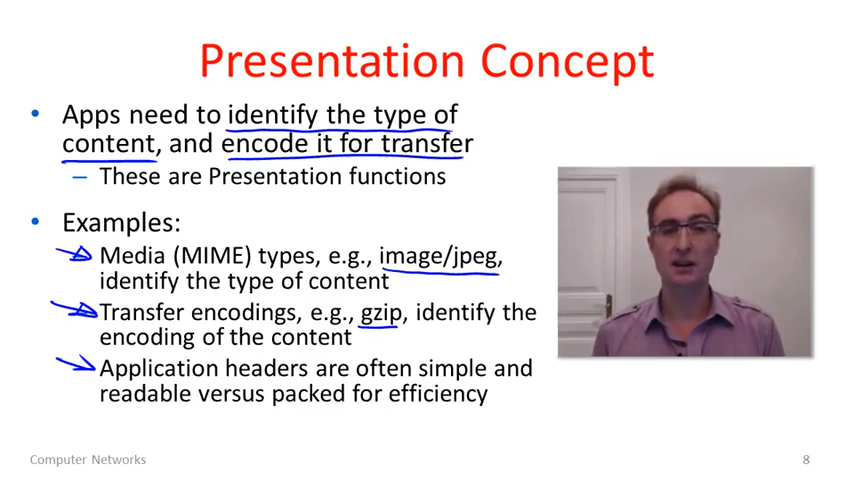 Presentation Concept
• Apps need to identify the type of
content, and encode it for transfer
– These are Presentation functions
• Examples:
Media (MIME) types, e.g., image/jpeg,
identify the type of content
Transfer encodings, e.g., gzip, identify the
encoding of the content
Application headers are often simple and
readable versus packed for efficiency
Computer Networks
8